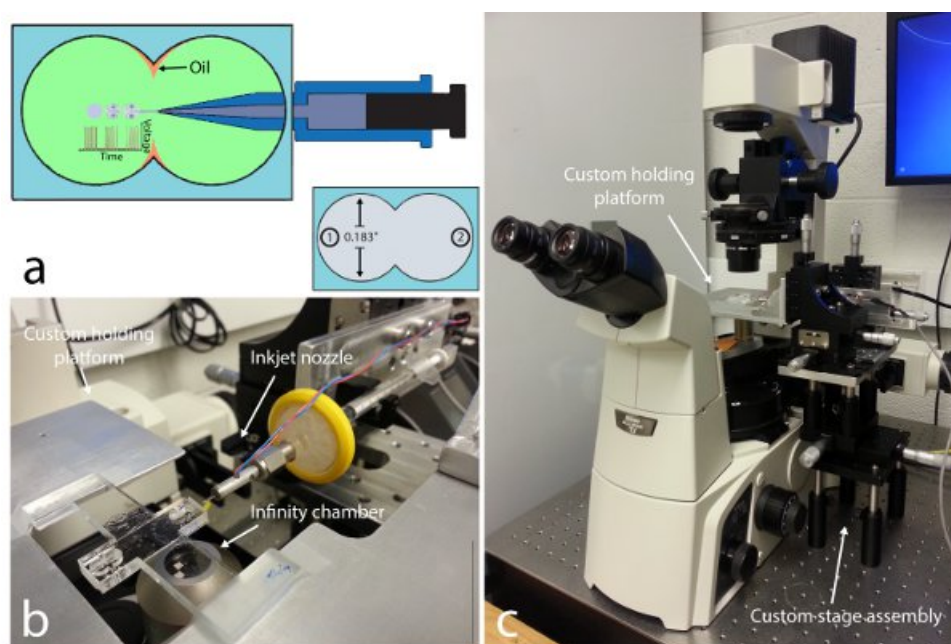 Oil
Voltage
Time
1
0.183"
2
a
Custom holding
platform
Inkjet nozzle
Infinity chamber
b
Custom holding
platform
Custom stage assembly
c